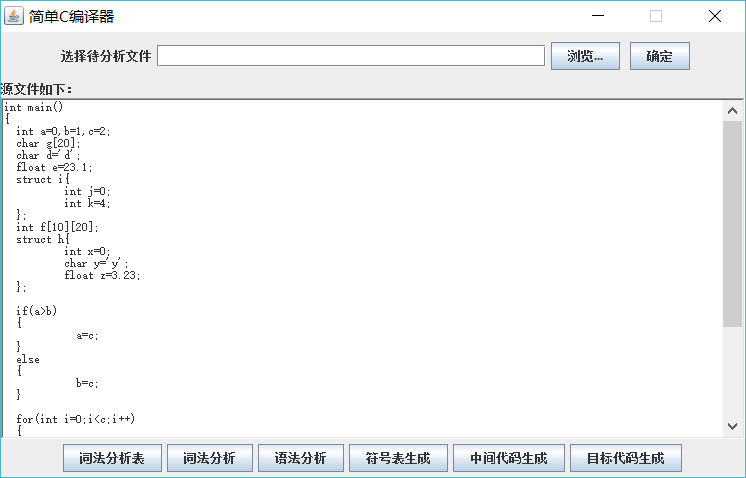 简单C编译器
选择待分析文件 浏览... 确定
源文件如下：
int main()
{
int a=0,b=1,c=2;
char g[20];
char d='d';
float e=23.1;
struct i{
int j=0;
int k=4;
};
int f[10][20];
struct h{
int x=0;
char y='y';
float z=3.23;
};
if(a>b)
{
a=c;
}
else
{
b=c;
}
for(int i=0;i<c;i++)
{
词法分析表 词法分析 语法分析 符号表生成 中间代码生成 目标代码生成